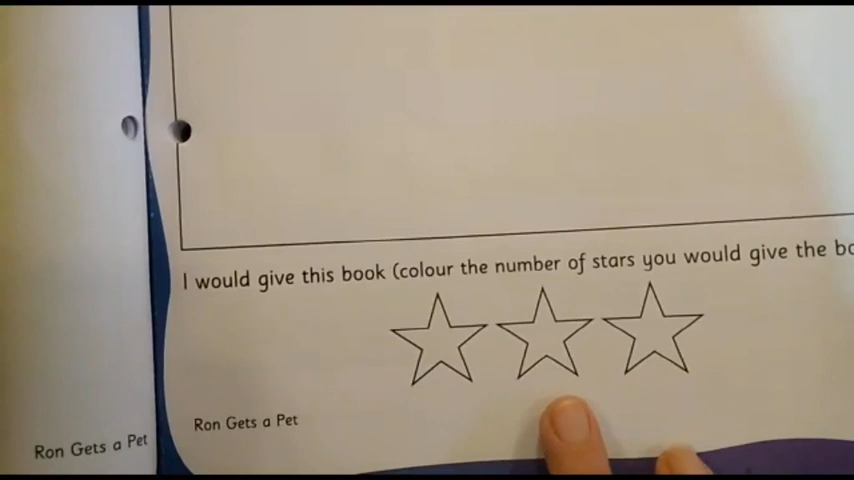 I would give this book (colour the number of stars you would give the
Ron Gets a Pet
Ron Gets a Pet